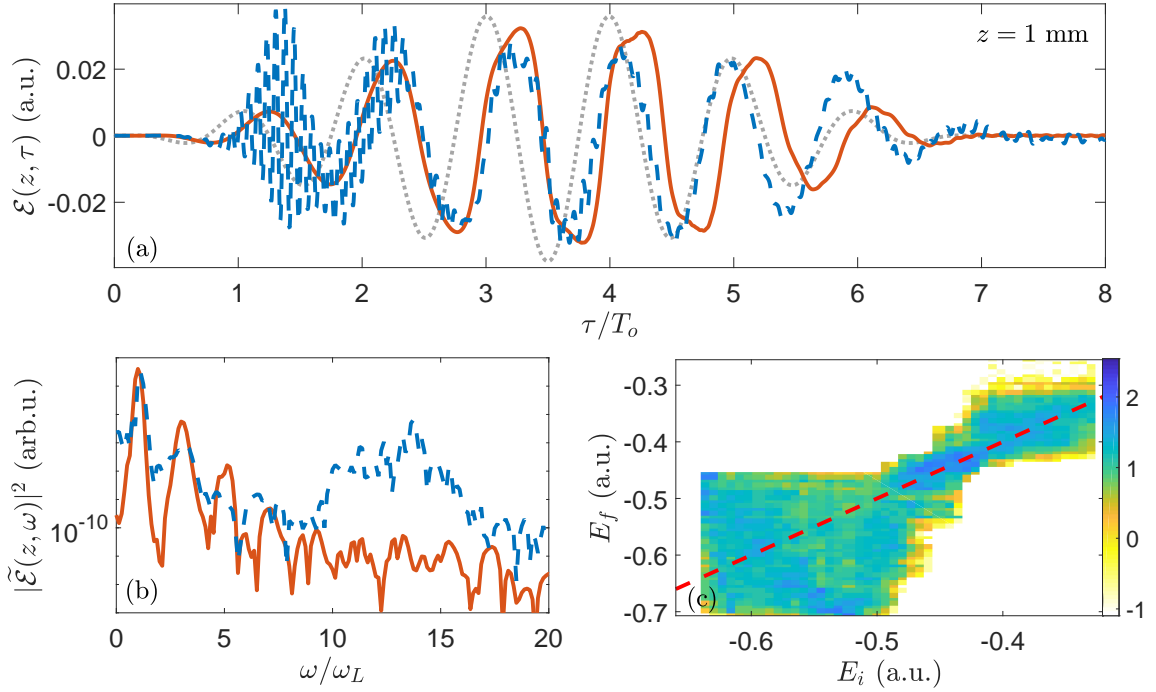 z = 1 mm
ℰ(z, τ) (a.u.)
0.02
0
-0.02
(a)
0 1 2 3 4 5 6 7 8
τ/T_o
|ℰ̃(z, ω)|² (arb.u.)
10⁻¹⁰
(b)
0 5 10 15 20
ω/ω_L
E_f (a.u.)
-0.3
-0.4
-0.5
-0.6
-0.7
(c)
-0.6 -0.5 -0.4
E_i (a.u.)
2
1
0
-1